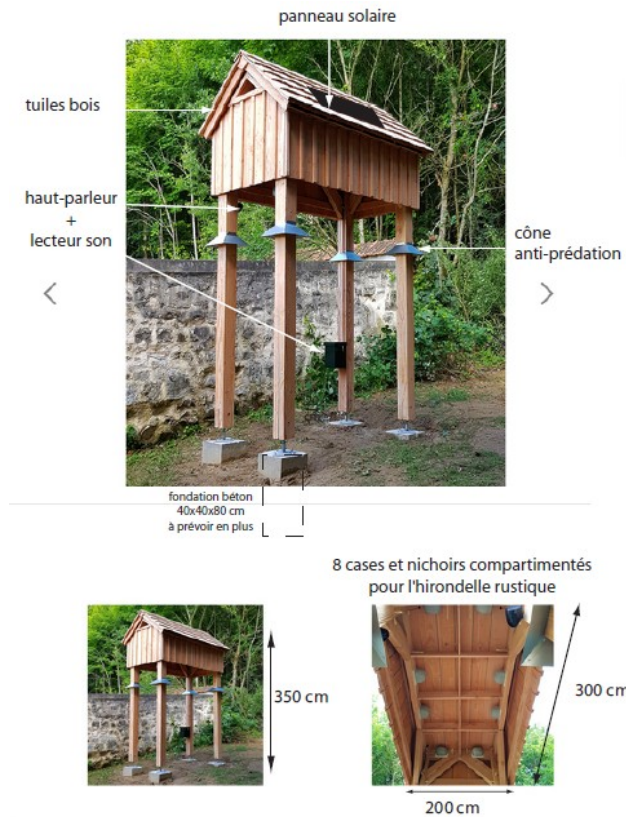 panneau solaire
tuiles bois
haut-parleur
+
lecteur son
cône
anti-prédation
fondation béton
40x40x80 cm
à prévoir en plus
8 cases et nichoirs compartimentés
pour l'hirondelle rustique
350 cm
300 cm
200 cm